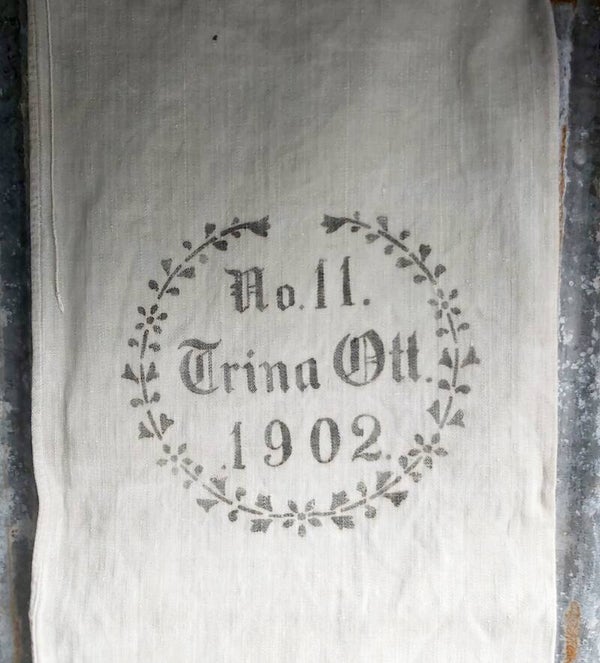 No. 11.
Trina Ott.
1902.